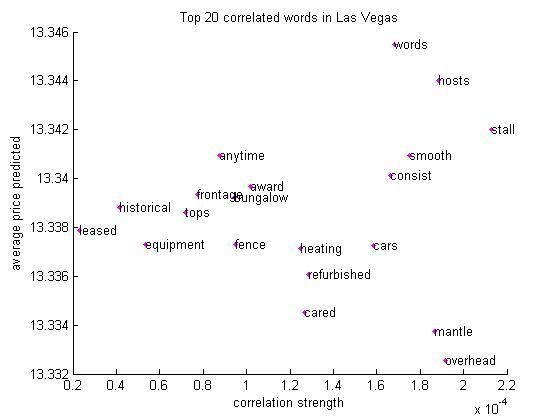 Top 20 correlated words in Las Vegas
13.346
words
13.344
hosts
13.342
stall
anytime
smooth
13.34
consist
award
frontage
bungalow
historical
tops
13.338
leased
equipment
fence
heating
cars
13.336
refurbished
13.334
cared
mantle
overhead
13.332
average price predicted
0.2 0.4 0.6 0.8 1 1.2 1.4 1.6 1.8 2 2.2
correlation strength
x 10⁻⁴